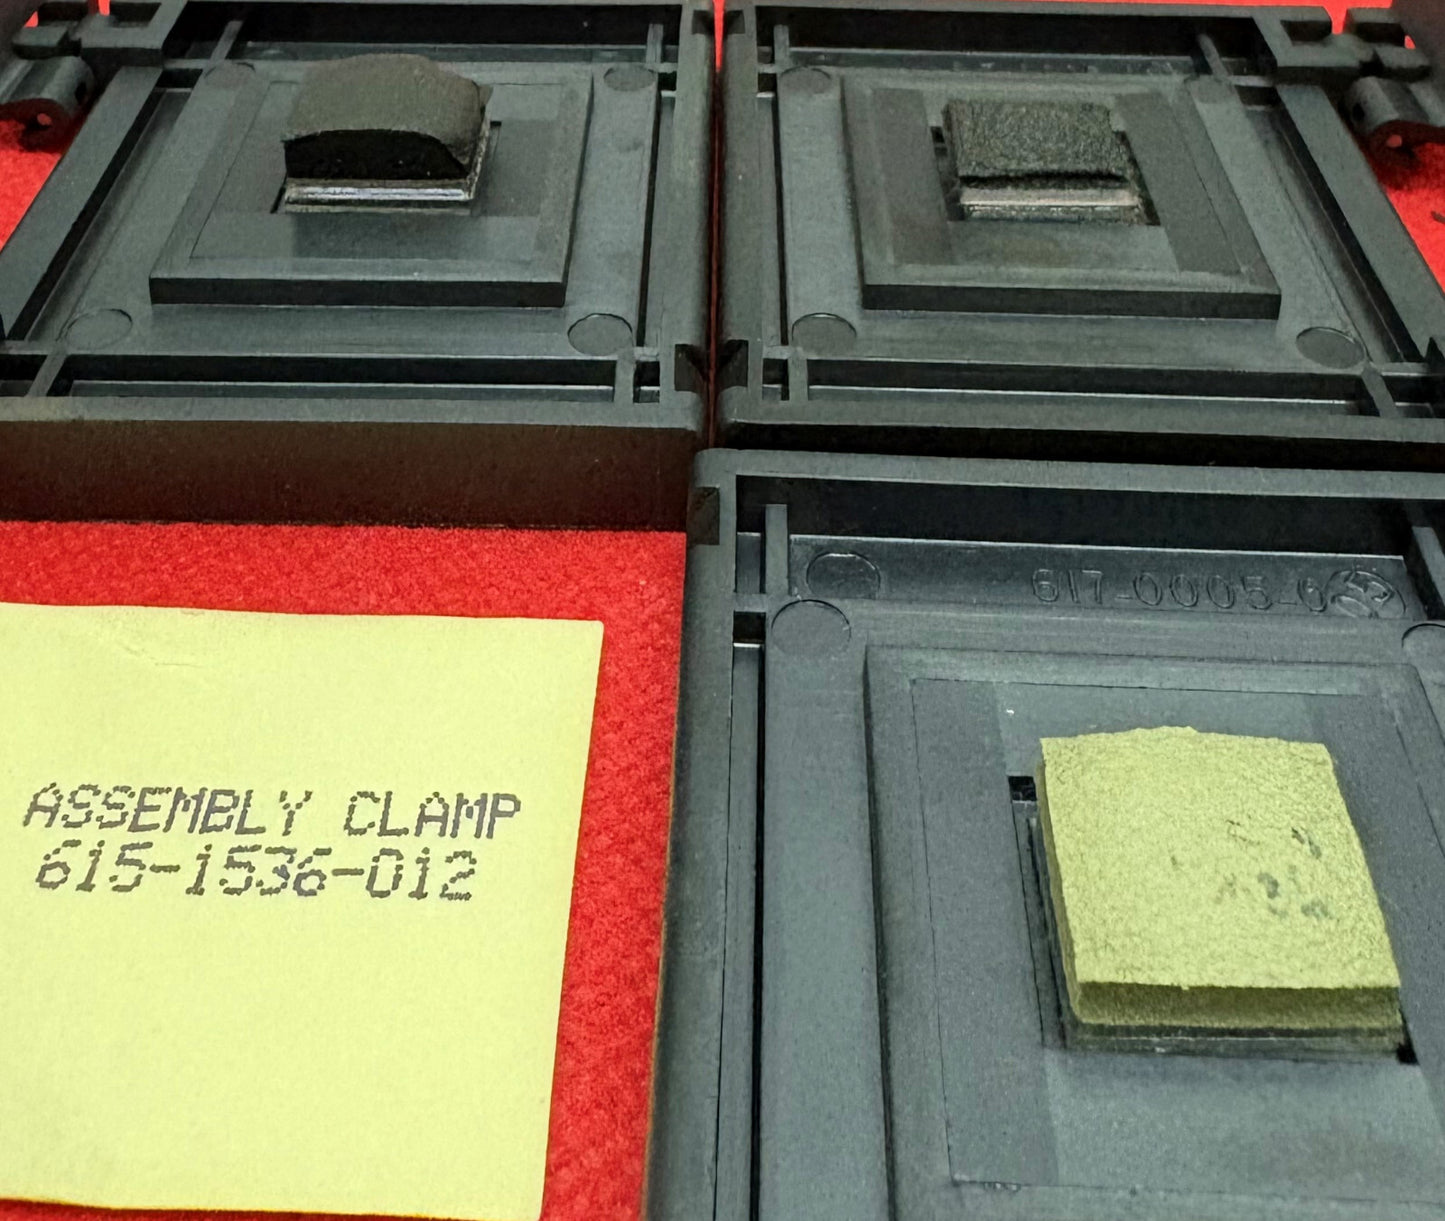 ASSEMBLY CLAMP
615-1536-012
617-0005-0